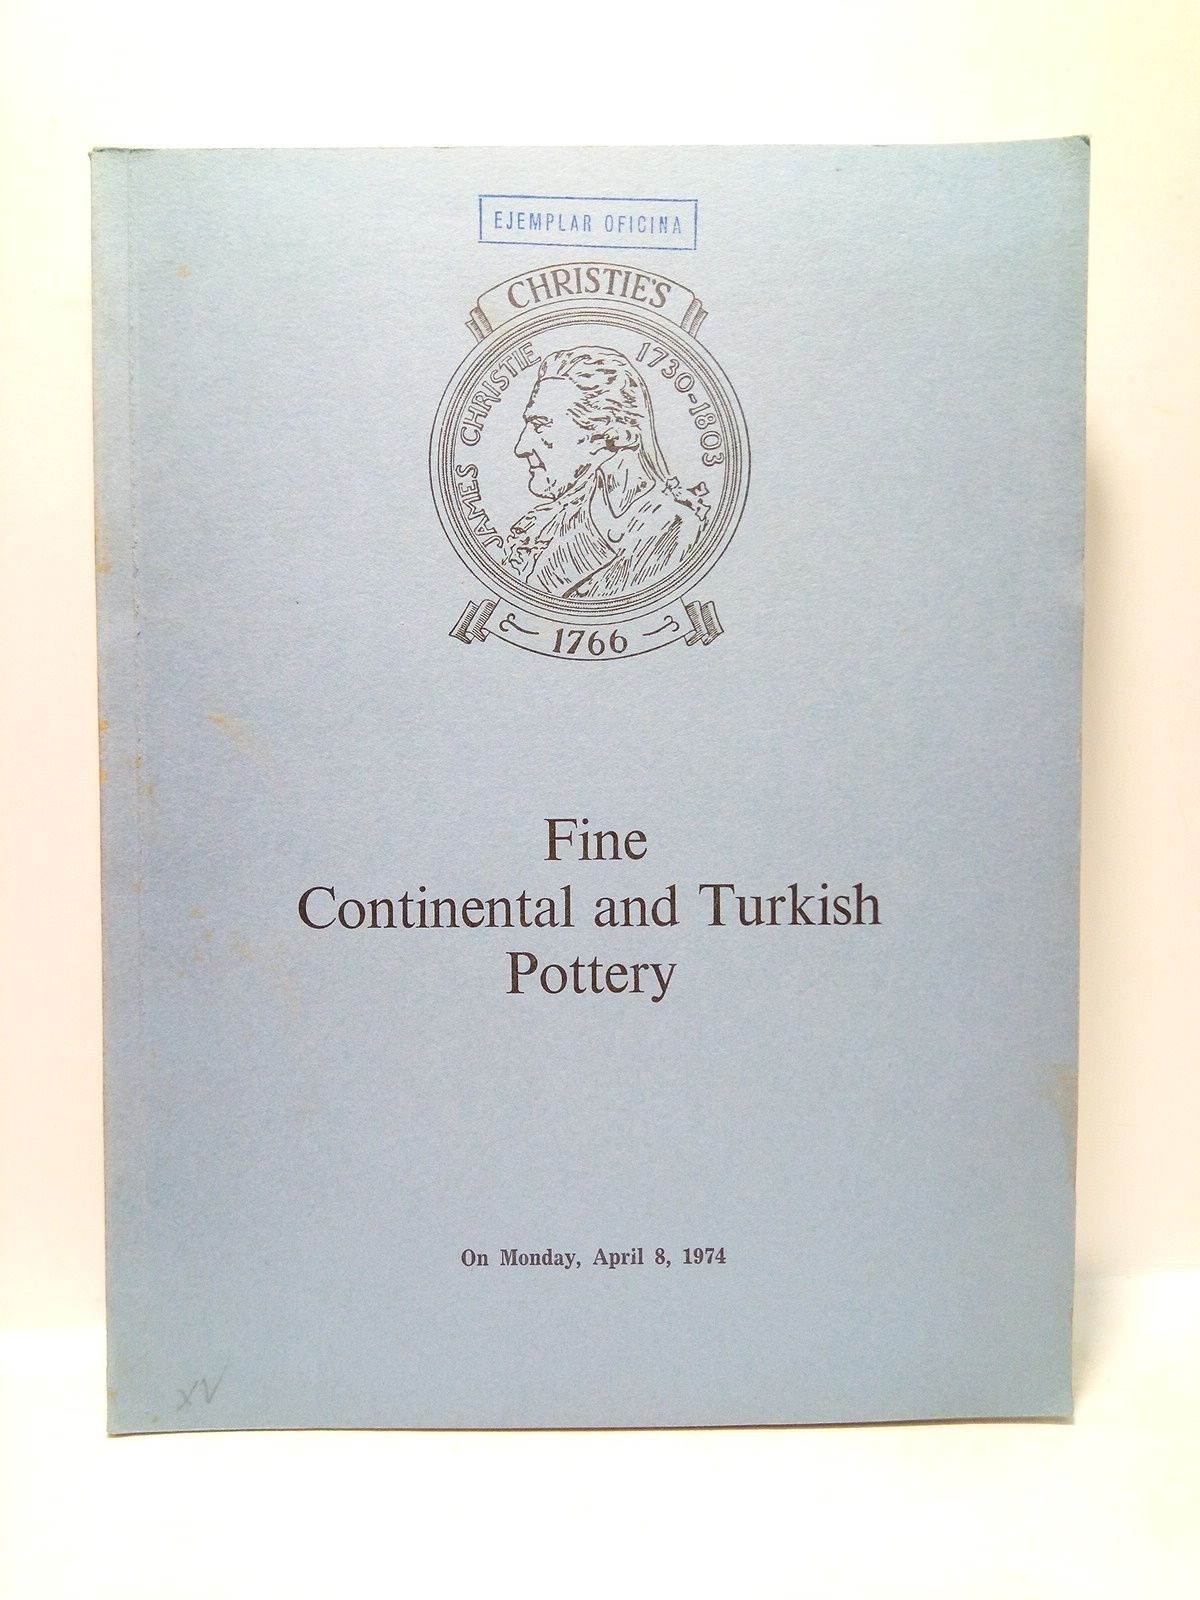 EJEMPLAR OFICINA
CHRISTIE'S
JAMES CHRISTIE 1730-1803
1766
Fine
Continental and Turkish
Pottery
On Monday, April 8, 1974
XV